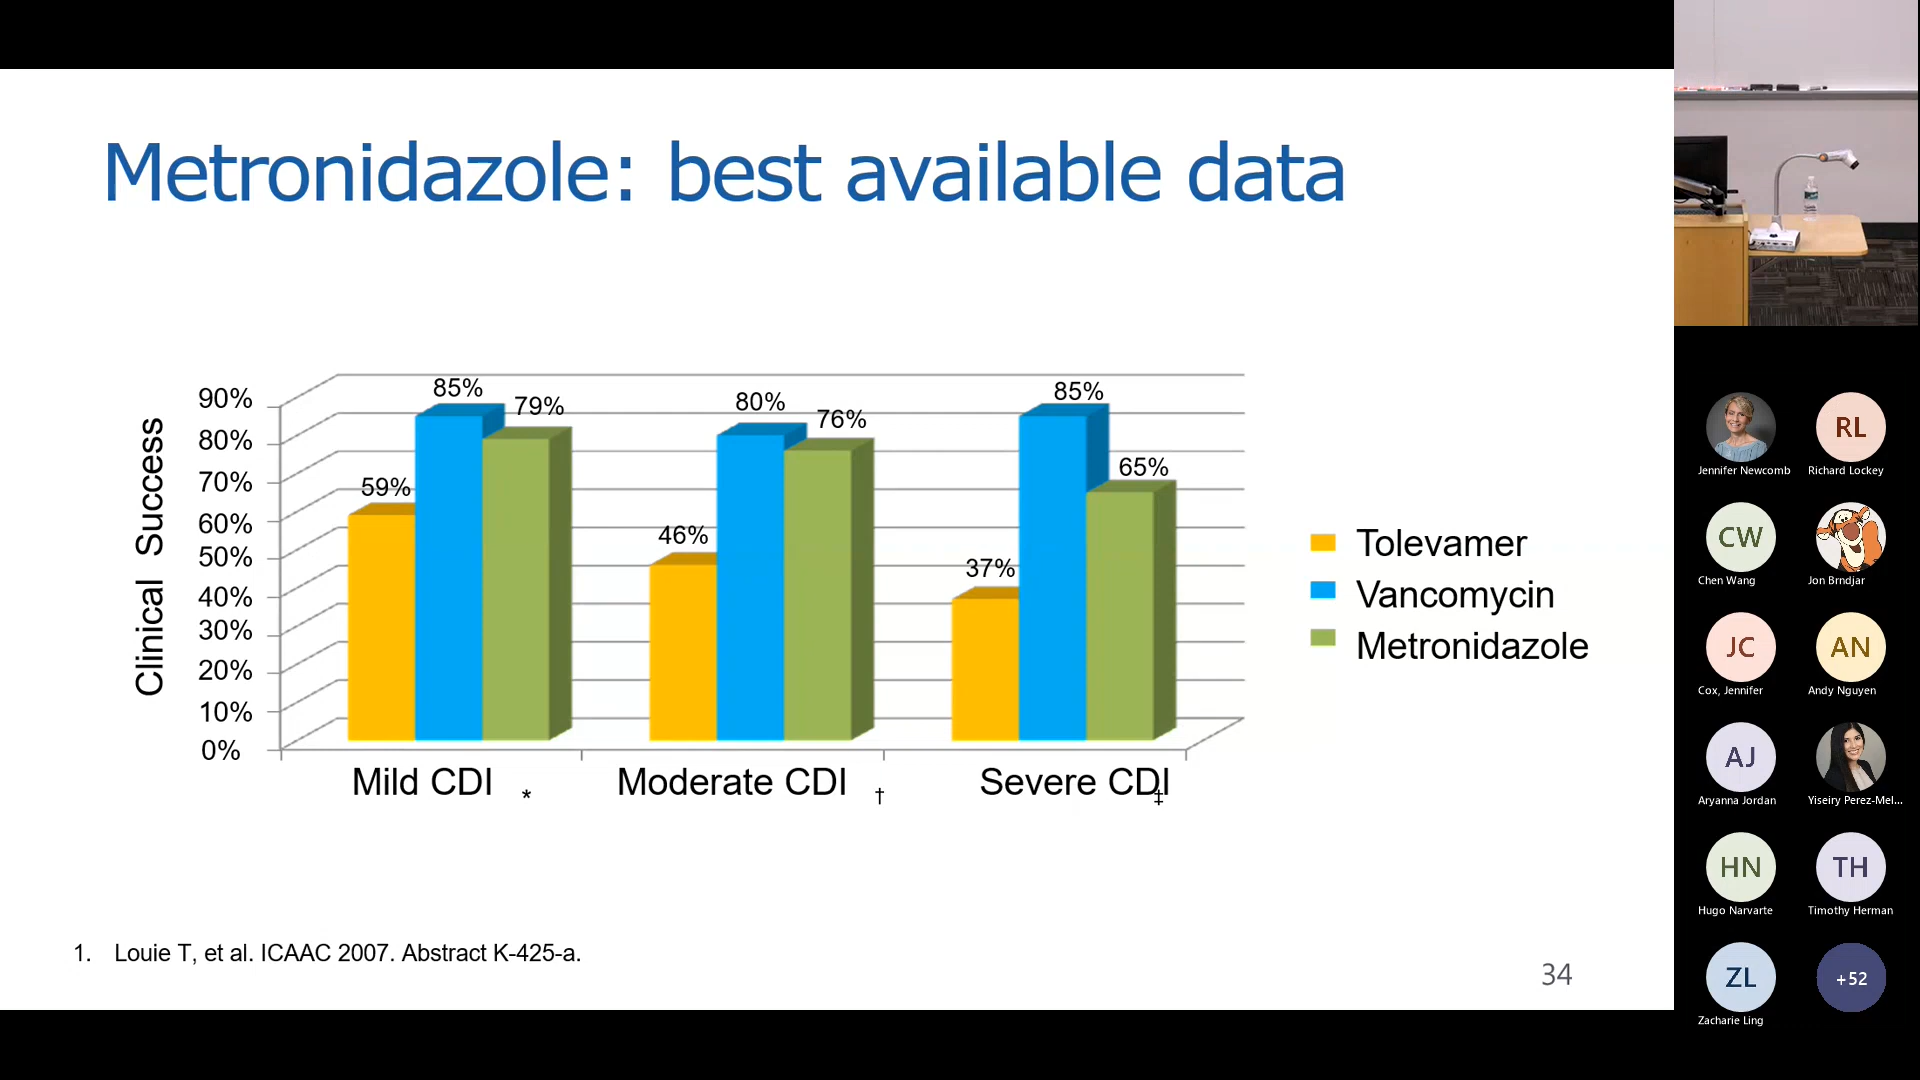 Metronidazole: best available data
Clinical Success
90%
80%
70%
60%
50%
40%
30%
20%
10%
0%
59%
85%
79%
46%
80%
76%
37%
85%
65%
Mild CDI *
Moderate CDI †
Severe CDI ‡
Tolevamer
Vancomycin
Metronidazole
1. Louie T, et al. ICAAC 2007. Abstract K-425-a.
34
Jennifer Newcomb
RL
Richard Lockey
CW
Chen Wang
Jon Brndjar
JC
Cox, Jennifer
AN
Andy Nguyen
AJ
Aryanna Jordan
Yiseiry Perez-Mel...
HN
Hugo Narvarte
TH
Timothy Herman
ZL
Zacharie Ling
+52